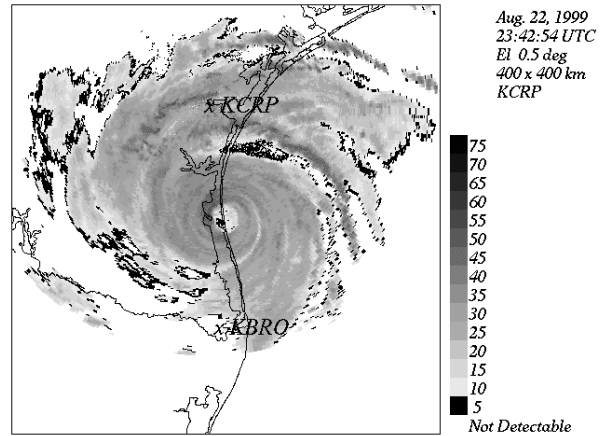 Aug. 22, 1999
23:42:54 UTC
El 0.5 deg
400 x 400 km
KCRP
x KCRP
x KBRO
75
70
65
60
55
50
45
40
35
30
25
20
15
10
5
Not Detectable